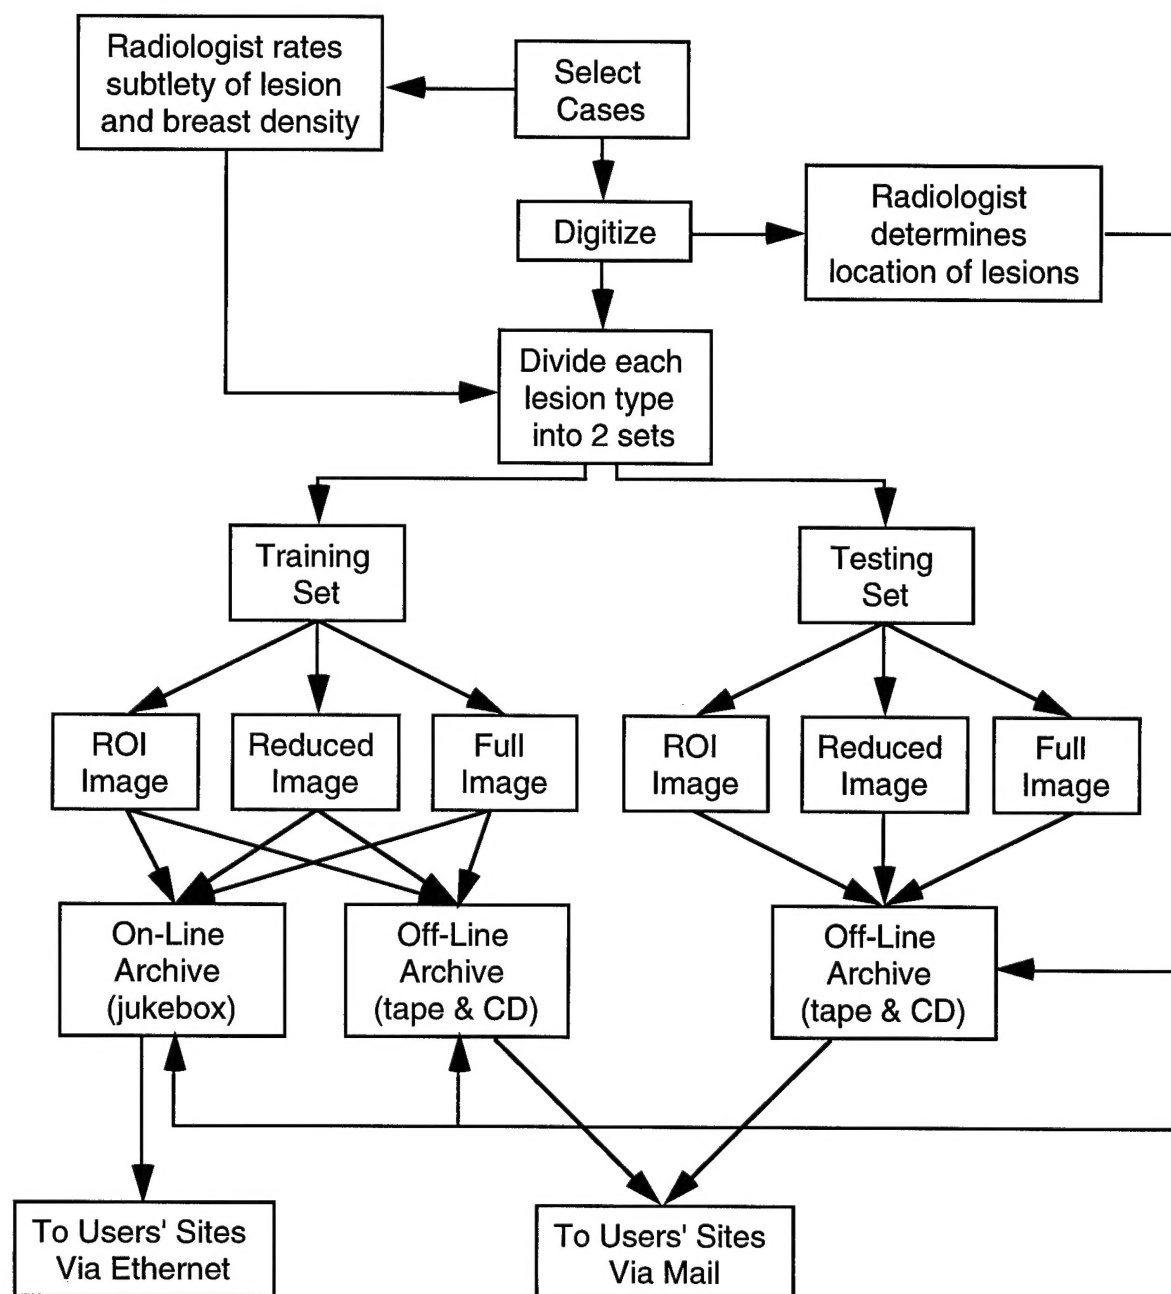 Radiologist rates
subtlety of lesion
and breast density
Select
Cases
Digitize
Radiologist
determines
location of lesions
Divide each
lesion type
into 2 sets
Training
Set
Testing
Set
ROI
Image
Reduced
Image
Full
Image
ROI
Image
Reduced
Image
Full
Image
On-Line
Archive
(jukebox)
Off-Line
Archive
(tape & CD)
Off-Line
Archive
(tape & CD)
To Users' Sites
Via Ethernet
To Users' Sites
Via Mail